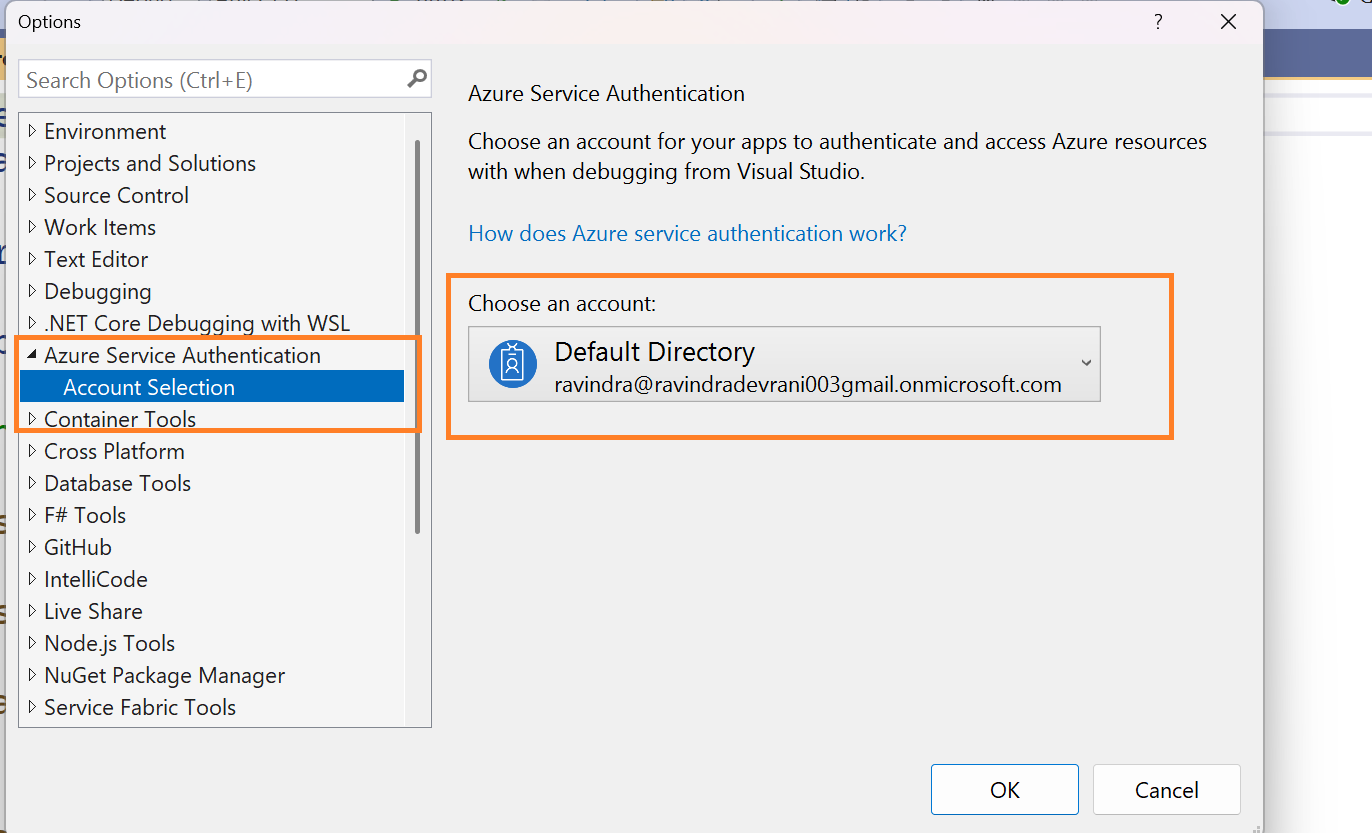 Options
?
Search Options (Ctrl+E)
Environment
Projects and Solutions
Source Control
Work Items
Text Editor
Debugging
.NET Core Debugging with WSL
Azure Service Authentication
Account Selection
Container Tools
Cross Platform
Database Tools
F# Tools
GitHub
IntelliCode
Live Share
Node.js Tools
NuGet Package Manager
Service Fabric Tools
Azure Service Authentication
Choose an account for your apps to authenticate and access Azure resources
with when debugging from Visual Studio.
How does Azure service authentication work?
Choose an account:
Default Directory
ravindra@ravindradevrani003gmail.onmicrosoft.com
OK
Cancel